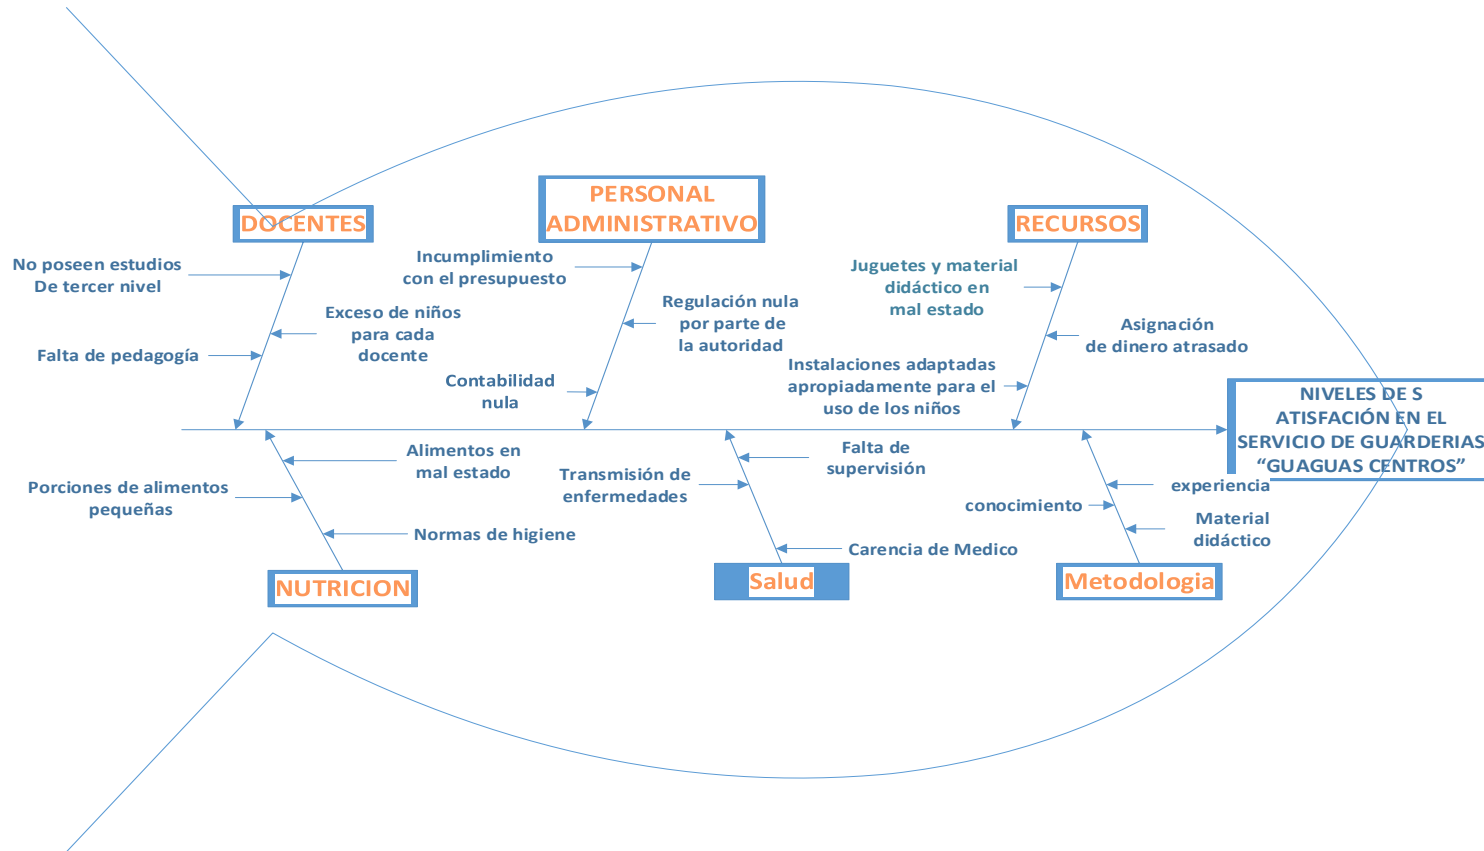 DOCENTES
PERSONAL
ADMINISTRATIVO
RECURSOS
No poseen estudios
De tercer nivel
Exceso de niños
para cada
docente
Falta de pedagogía
Incumplimiento
con el presupuesto
Regulación nula
por parte de
la autoridad
Contabilidad
nula
Juguetes y material
didáctico en
mal estado
Asignación
de dinero atrasado
Instalaciones adaptadas
apropiadamente para el
uso de los niños
NIVELES DE S
ATISFACIÓN EN EL
SERVICIO DE GUARDERIAS
“GUAGUAS CENTROS”
Alimentos en
mal estado
Porciones de alimentos
pequeñas
Normas de higiene
NUTRICION
Falta de
supervisión
Transmisión de
enfermedades
Carencia de Medico
Salud
experiencia
conocimiento
Material
didáctico
Metodologia